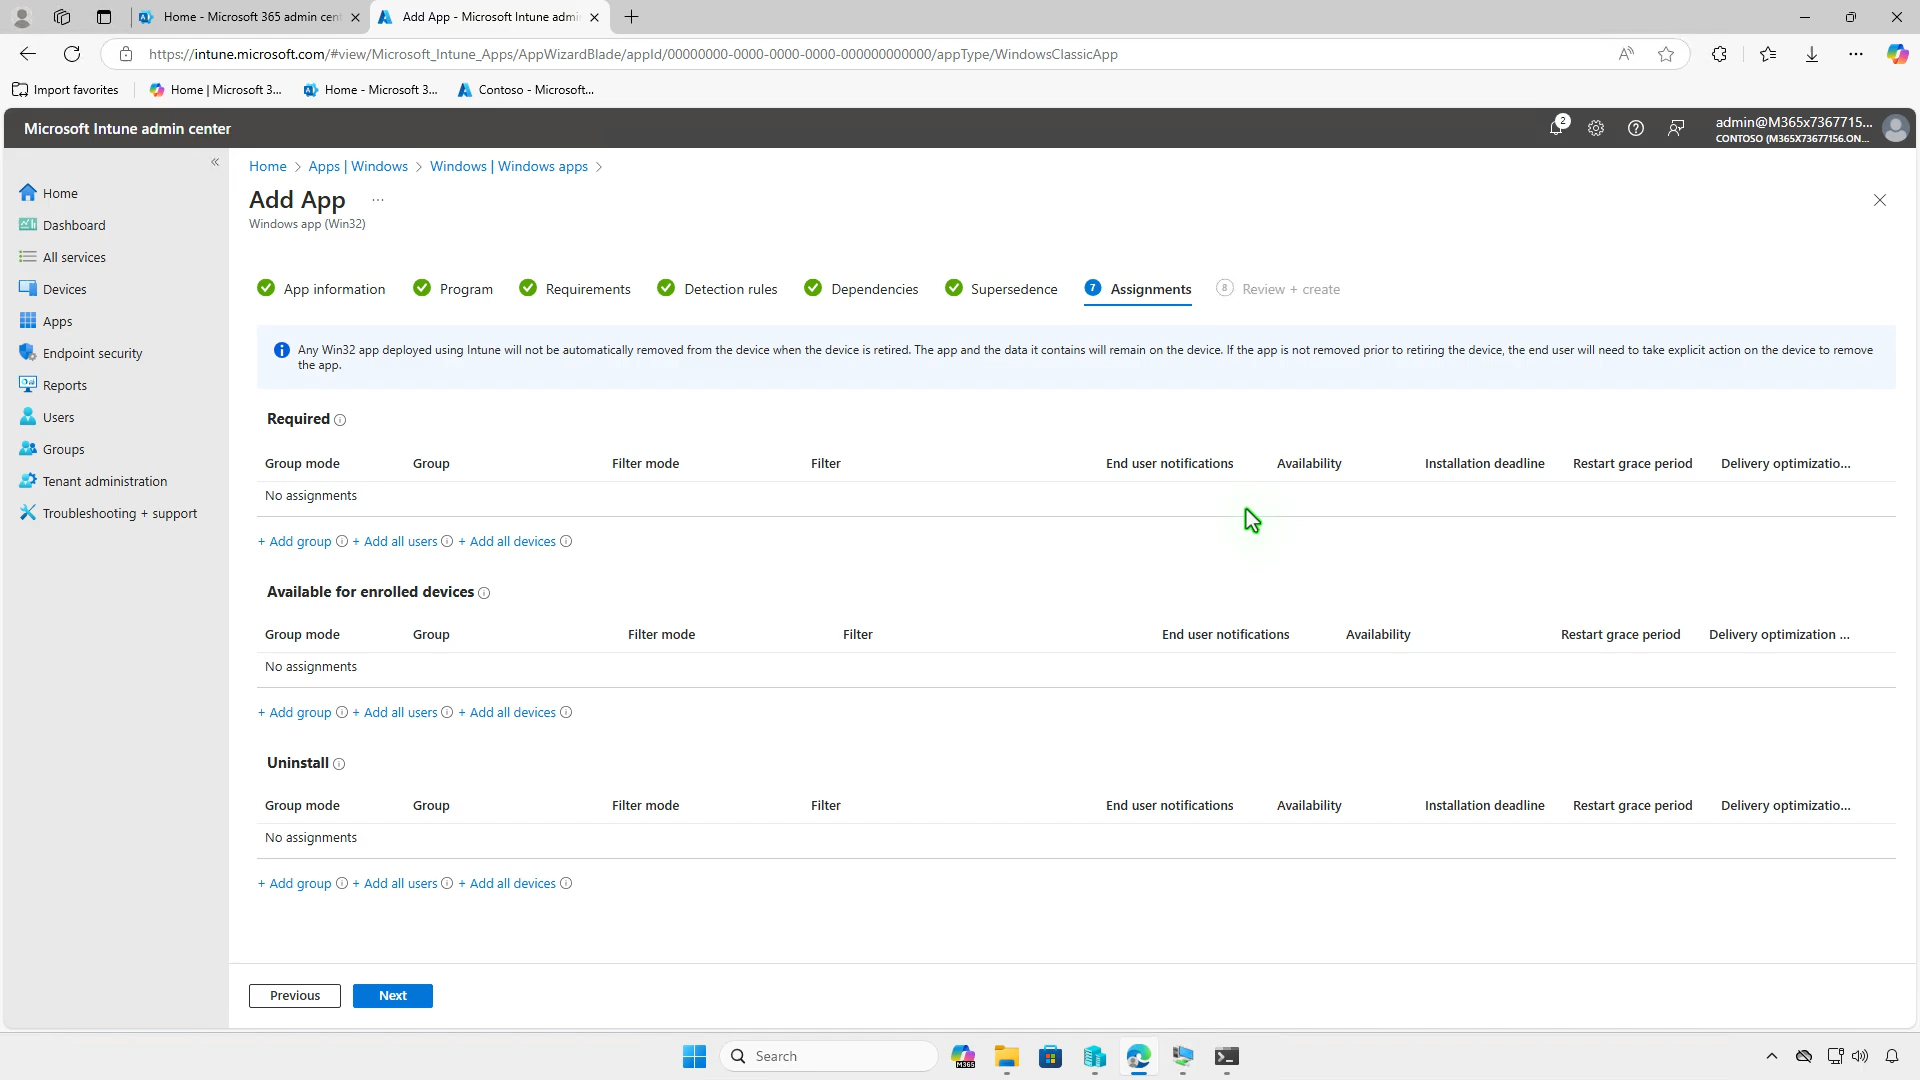 Home - Microsoft 365 admin cen
Add App - Microsoft Intune admi
https://intune.microsoft.com/#view/Microsoft_Intune_Apps/AppWizardBlade/appId/00000000-0000-0000-0000-000000000000/appType/WindowsClassicApp
Import favorites
Home | Microsoft 3...
Home - Microsoft 3...
Contoso - Microsoft...
Microsoft Intune admin center
2
admin@M365x7367715...
CONTOSO (M365X73677156.ON...
Home
Dashboard
All services
Devices
Apps
Endpoint security
Reports
Users
Groups
Tenant administration
Troubleshooting + support
Home > Apps | Windows > Windows | Windows apps >
Add App ...
Windows app (Win32)
App information
Program
Requirements
Detection rules
Dependencies
Supersedence
7 Assignments
8 Review + create
Any Win32 app deployed using Intune will not be automatically removed from the device when the device is retired. The app and the data it contains will remain on the device. If the app is not removed prior to retiring the device, the end user will need to take explicit action on the device to remove
the app.
Required
Group mode Group Filter mode Filter End user notifications Availability Installation deadline Restart grace period Delivery optimizatio...
No assignments
+ Add group + Add all users + Add all devices
Available for enrolled devices
Group mode Group Filter mode Filter End user notifications Availability Restart grace period Delivery optimization ...
No assignments
+ Add group + Add all users + Add all devices
Uninstall
Group mode Group Filter mode Filter End user notifications Availability Installation deadline Restart grace period Delivery optimizatio...
No assignments
+ Add group + Add all users + Add all devices
Previous
Next
Search
M365